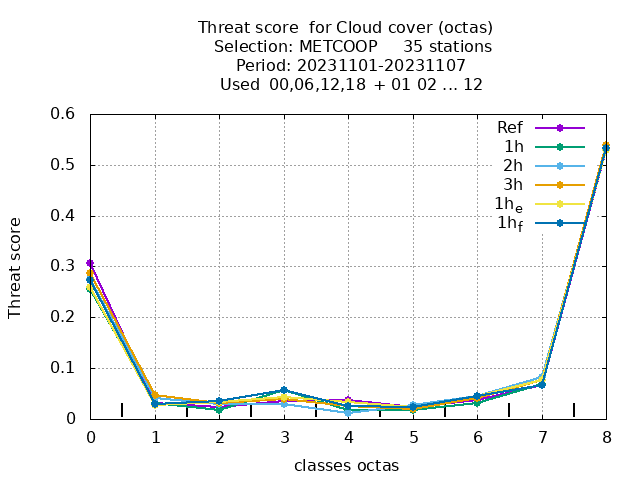 Threat score  for Cloud cover (octas)
Selection: METCOOP     35 stations
Period: 20231101-20231107
Used  00,06,12,18  + 01 02 ... 12
Ref
1h
2h
3h
1he
1hf
0.6
0.5
0.4
0.3
0.2
0.1
0
Threat score
0 1 2 3 4 5 6 7 8
classes octas